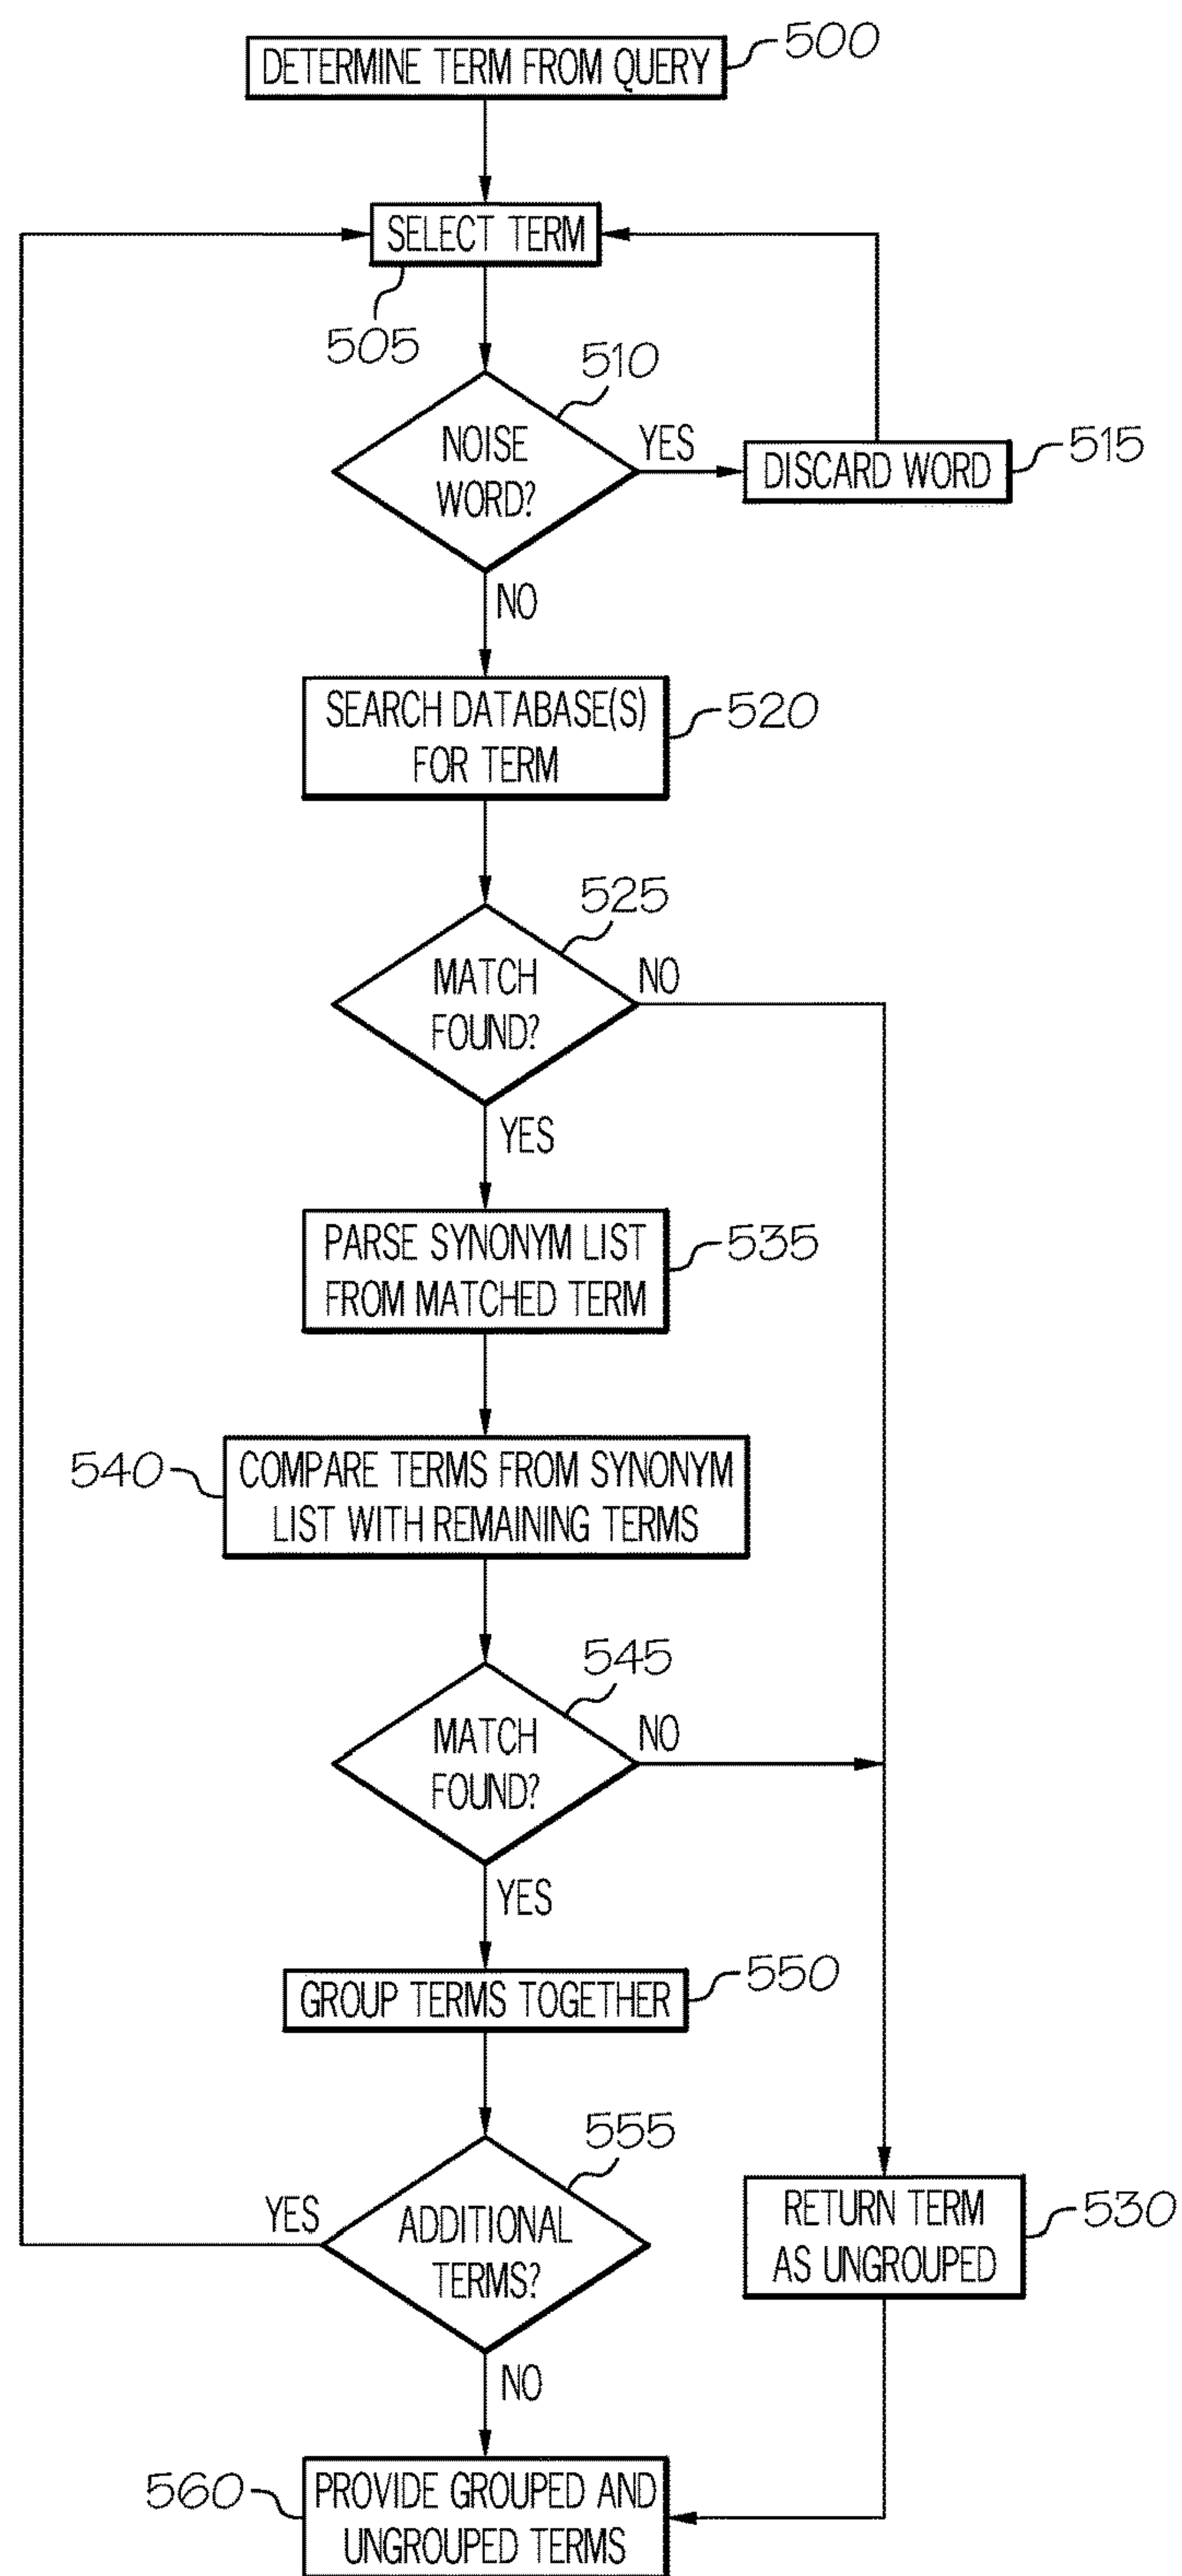 DETERMINE TERM FROM QUERY
500
SELECT TERM
505
510
NOISE
WORD?
YES
DISCARD WORD
515
NO
SEARCH DATABASE(S)
FOR TERM
520
525
MATCH
FOUND?
NO
YES
PARSE SYNONYM LIST
FROM MATCHED TERM
535
540
COMPARE TERMS FROM SYNONYM
LIST WITH REMAINING TERMS
545
MATCH
FOUND?
NO
YES
GROUP TERMS TOGETHER
550
555
YES
ADDITIONAL
TERMS?
RETURN TERM
AS UNGROUPED
530
NO
560
PROVIDE GROUPED AND
UNGROUPED TERMS